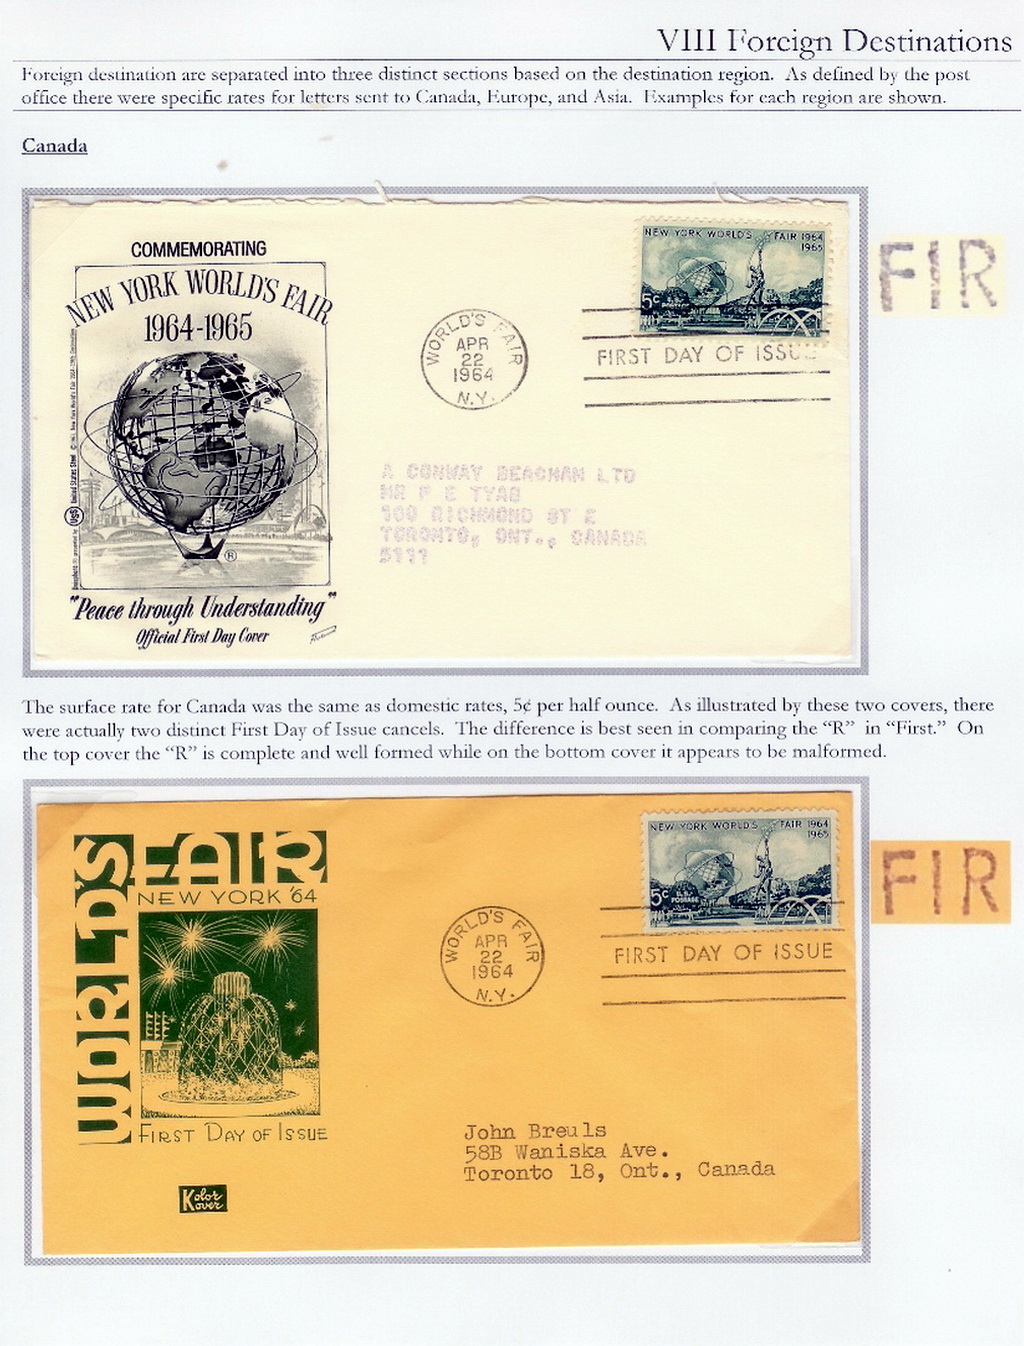 VIII Foreign Destinations
Foreign destination are separated into three distinct sections based on the destination region. As defined by the post
office there were specific rates for letters sent to Canada, Europe, and Asia. Examples for each region are shown.
Canada
COMMEMORATING
NEW YORK WORLD'S FAIR
1964-1965
"Peace through Understanding"
Official First Day Cover
WORLD'S FAIR
APR
22
1964
N.Y.
NEW YORK WORLD'S FAIR 1964
1965
5c
FIRST DAY OF ISSUE
FIR
A CONWAY BEACHAN LTD
MR F E TYAS
RICHMOND ST E
TORONTO, ONT., CANADA
The surface rate for Canada was the same as domestic rates, 5¢ per half ounce. As illustrated by these two covers, there
were actually two distinct First Day of Issue cancels. The difference is best seen in comparing the “R” in “First.” On
the top cover the “R” is complete and well formed while on the bottom cover it appears to be malformed.
WORLD'S FAIR
NEW YORK '64
FIRST DAY OF ISSUE
Kolor
Kover
WORLD'S FAIR
APR
22
1964
N.Y.
NEW YORK WORLD'S FAIR 1964
1965
5c
U.S.
POSTAGE
FIRST DAY OF ISSUE
FIR
John Breuls
58B Waniska Ave.
Toronto 18, Ont., Canada